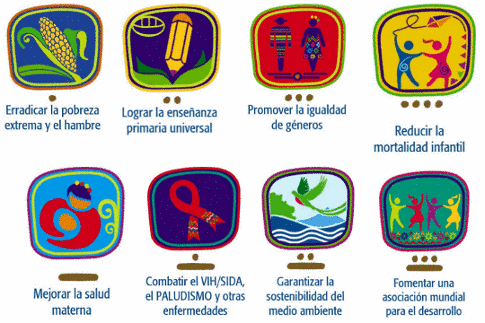 Erradicar la pobreza
extrema y el hambre
Lograr la enseñanza
primaria universal
Promover la igualdad
de géneros
Reducir la
mortalidad infantil
Mejorar la salud
materna
Combatir el VIH/SIDA,
el PALUDISMO y otras
enfermedades
Garantizar la
sostenibilidad del
medio ambiente
Fomentar una
asociación mundial
para el desarrollo